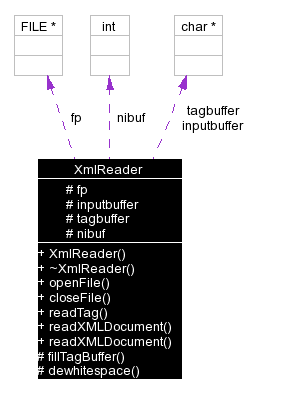 FILE *
int
char *
fp
nibuf
tagbuffer
inputbuffer
XmlReader
# fp
# inputbuffer
# tagbuffer
# nibuf
+ XmlReader()
+ ~XmlReader()
+ openFile()
+ closeFile()
+ readTag()
+ readXMLDocument()
+ readXMLDocument()
# fillTagBuffer()
# dewhitespace()